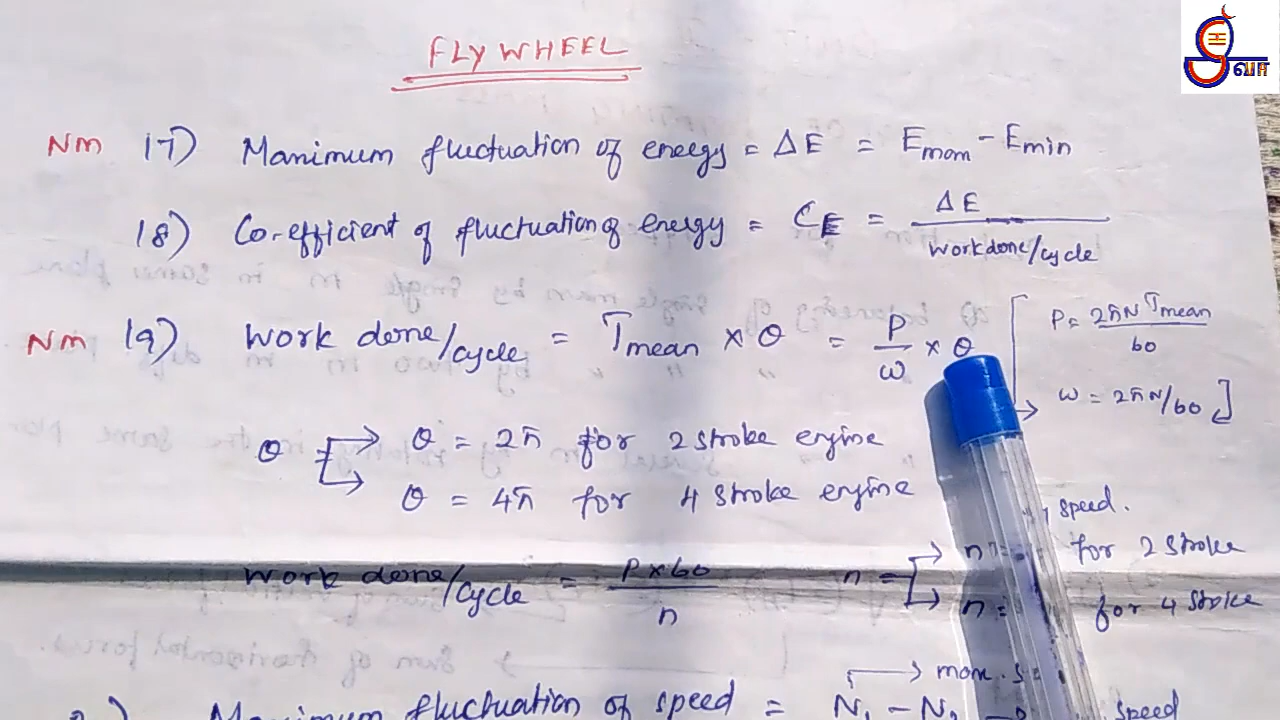 வா
FLY WHEEL
Nm 17) Maximum fluctuation of energy = ΔE = Emax - Emin
18) Co-efficient of fluctuation of energy = CE = ΔE / workdone/cycle
Nm 19) Work done/cycle = Tmean × θ = P/ω × θ [P = 2πN Tmean / 60
→ ω = 2πN/60]
θ → θ = 2π for 2 stroke engine
→ θ = 4π for 4 stroke engine
speed.
Work done/cycle = P×60 / n n = → n = for 2 stroke
→ n = for 4 stroke
→ max. s
Maximum fluctuation of speed = N1 - N2 → speed